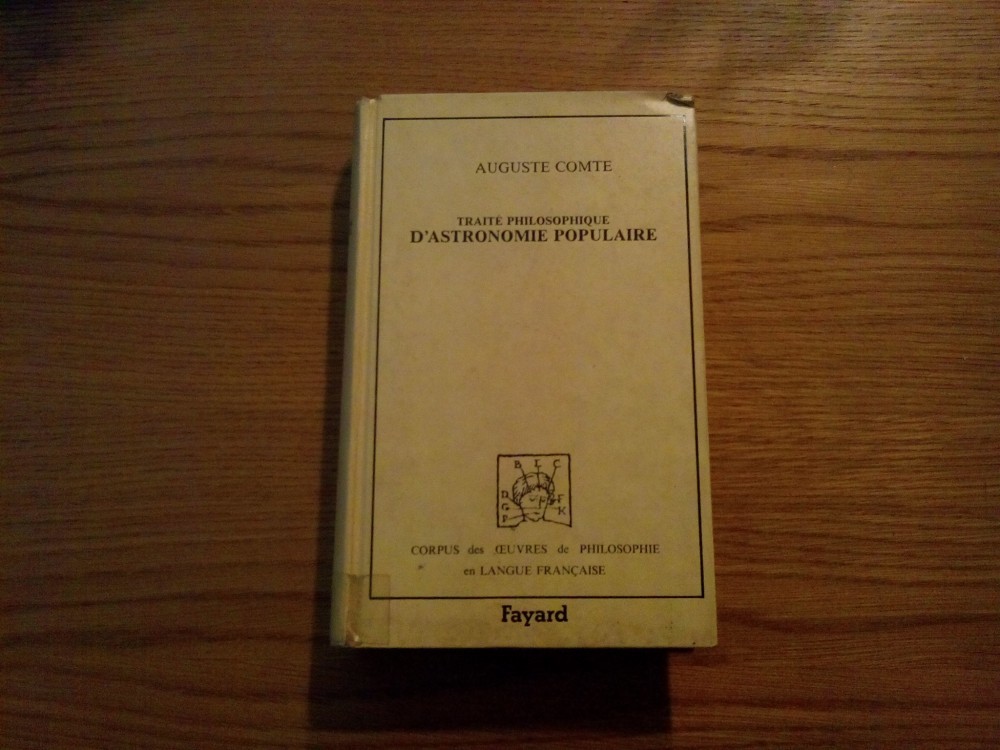 AUGUSTE COMTE
TRAITÉ PHILOSOPHIQUE
D'ASTRONOMIE POPULAIRE
B E C
D
F
G
K
CORPUS des ŒUVRES de PHILOSOPHIE
en LANGUE FRANÇAISE
Fayard